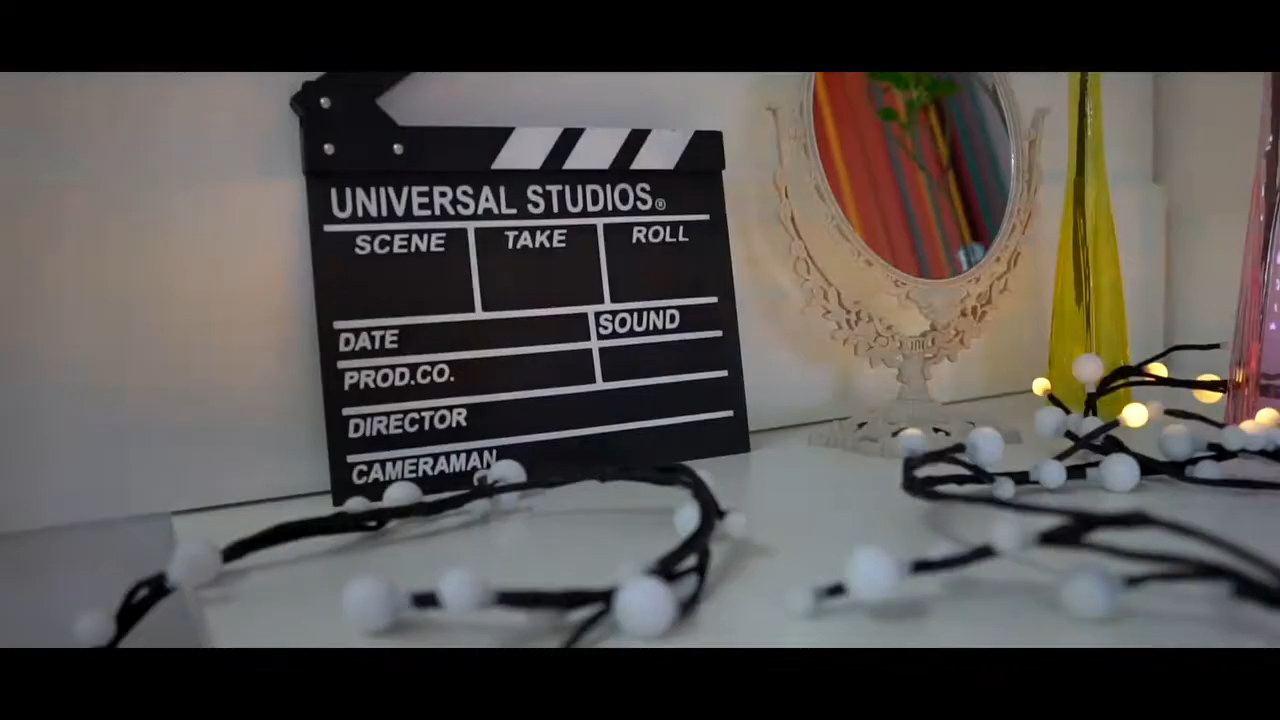 UNIVERSAL STUDIOS®
SCENE TAKE ROLL
DATE SOUND
PROD.CO.
DIRECTOR
CAMERAMAN